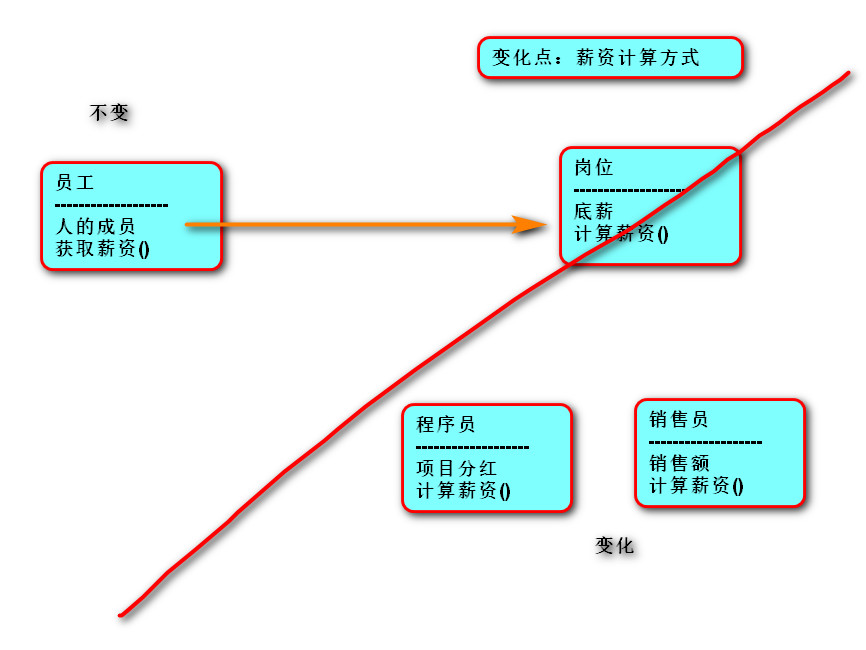 变化点：薪资计算方式
不变
员工
-------------------
人的成员
获取薪资()
岗位
-------------------
底薪
计算薪资()
程序员
-------------------
项目分红
计算薪资()
销售员
-------------------
销售额
计算薪资()
变化